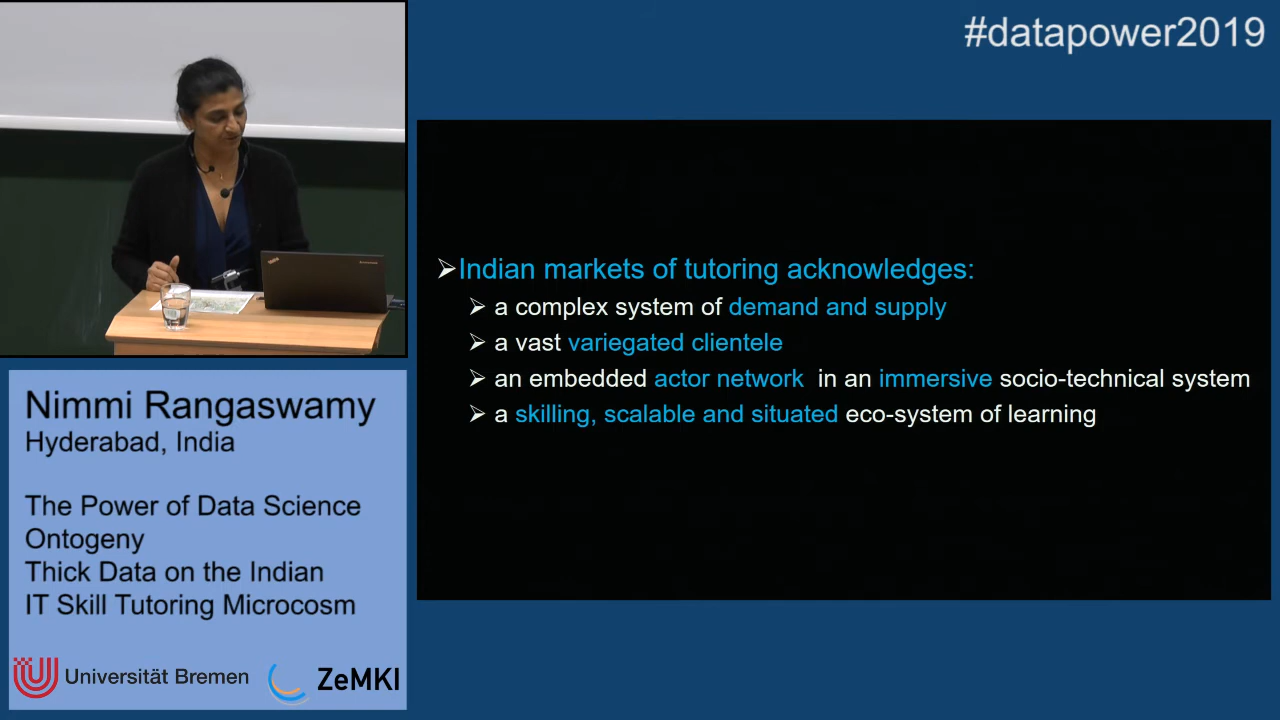 #datapower2019
➢Indian markets of tutoring acknowledges:
➢ a complex system of demand and supply
➢ a vast variegated clientele
➢ an embedded actor network in an immersive socio-technical system
➢ a skilling, scalable and situated eco-system of learning
Nimmi Rangaswamy
Hyderabad, India
The Power of Data Science
Ontogeny
Thick Data on the Indian
IT Skill Tutoring Microcosm
Universität Bremen
ZeMKI